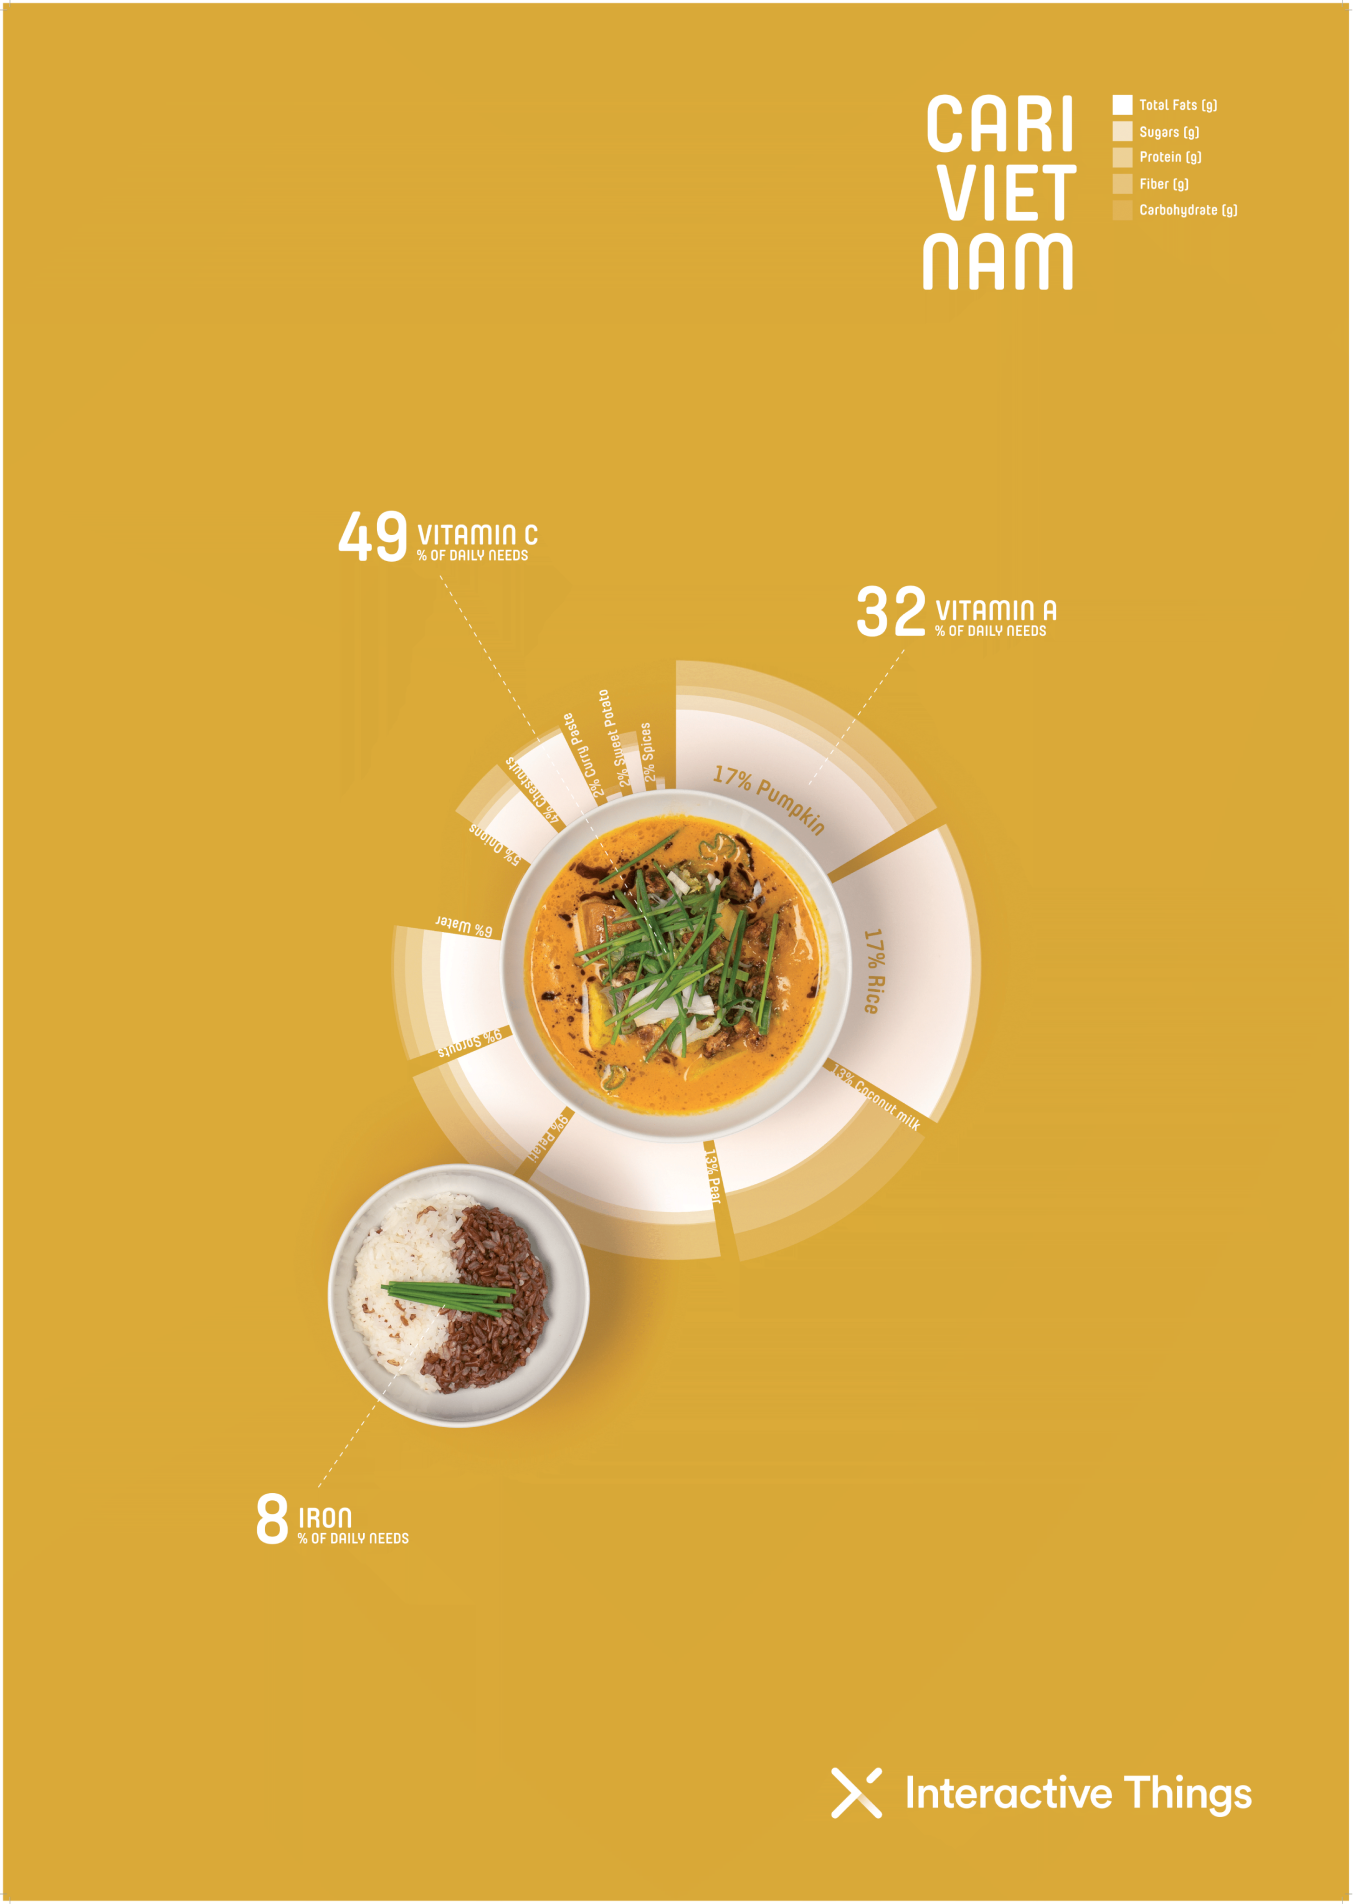 CARI
VIET
NAM
Total Fats (g)
Sugars (g)
Protein (g)
Fiber (g)
Carbohydrate (g)
49 VITAMIN C
% OF DAILY NEEDS
32 VITAMIN A
% OF DAILY NEEDS
17% Pumpkin
17% Rice
13% Coconut milk
13% Pear
9% Pelati
9% Sprouts
6% Water
5% Onions
4% Chestnuts
2% Curry Paste
2% Sweet Potato
2% Spices
8 IRON
% OF DAILY NEEDS
Interactive Things